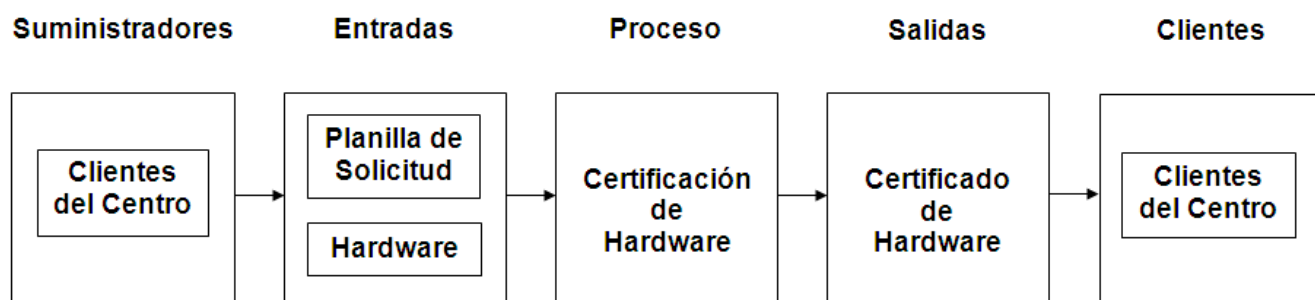 Suministradores
Entradas
Proceso
Salidas
Clientes
Clientes
del Centro
Planilla de
Solicitud
Hardware
Certificación
de
Hardware
Certificado
de
Hardware
Clientes
del Centro